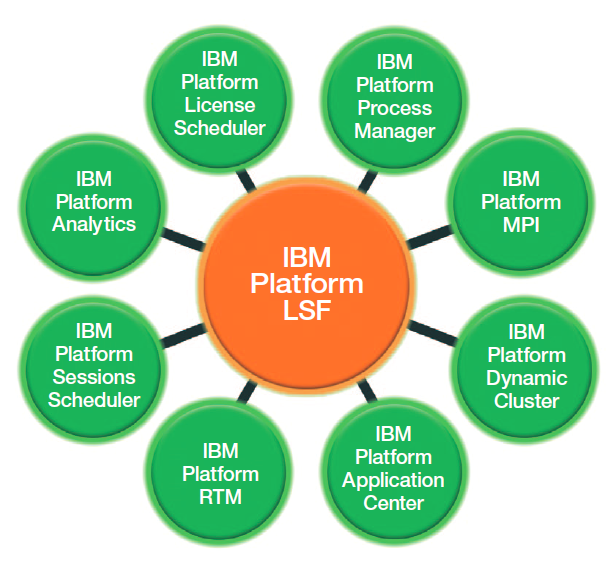 IBM
Platform
License
Scheduler
IBM
Platform
Process
Manager
IBM
Platform
Analytics
IBM
Platform
MPI
IBM
Platform
LSF
IBM
Platform
Sessions
Scheduler
IBM
Platform
Dynamic
Cluster
IBM
Platform
RTM
IBM
Platform
Application
Center